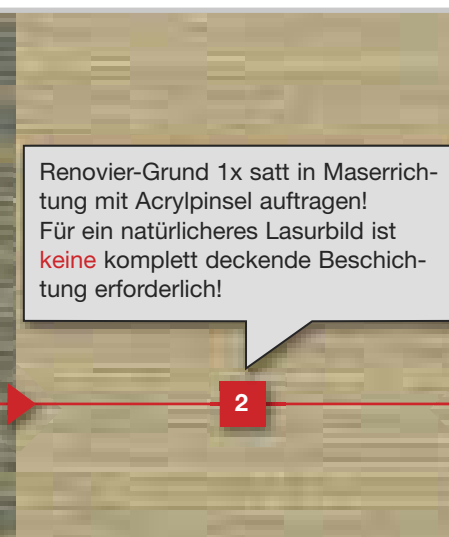 Renovier-Grund 1x satt in Maserrich-
tung mit Acrylpinsel auftragen!
Für ein natürlicheres Lasurbild ist
keine komplett deckende Beschich-
tung erforderlich!
2